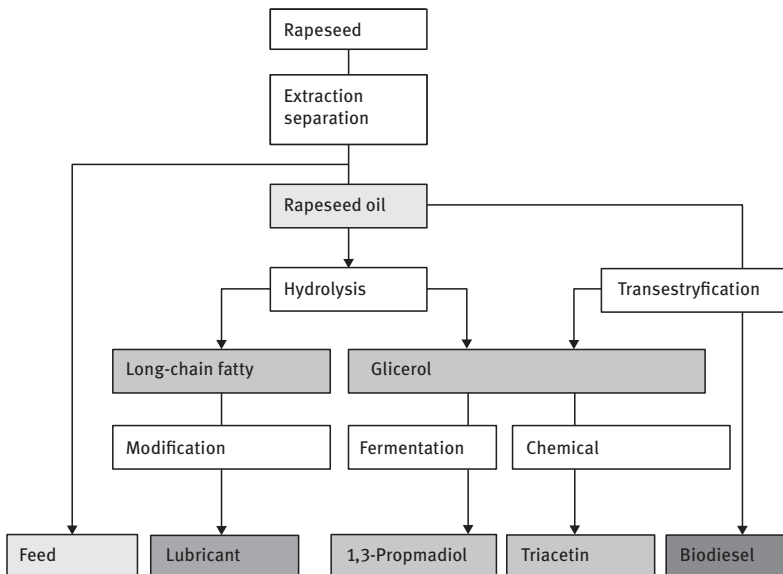 Rapeseed
Extraction
separation
Rapeseed oil
Hydrolysis
Transestryfication
Long-chain fatty
Glicerol
Modification
Fermentation
Chemical
Feed
Lubricant
1,3-Propmadiol
Triacetin
Biodiesel